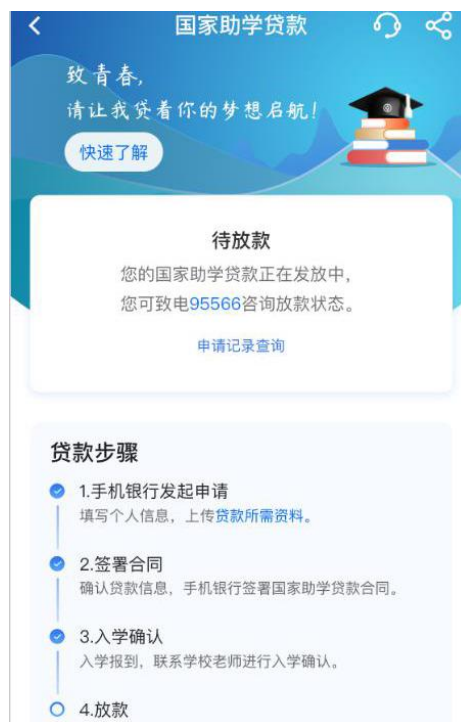 国家助学贷款
致青春,
请让我贷着你的梦想启航!
快速了解
待放款
您的国家助学贷款正在发放中，
您可致电95566咨询放款状态。
申请记录查询
贷款步骤
1.手机银行发起申请
填写个人信息，上传贷款所需资料。
2.签署合同
确认贷款信息，手机银行签署国家助学贷款合同。
3.入学确认
入学报到，联系学校老师进行入学确认。
4.放款